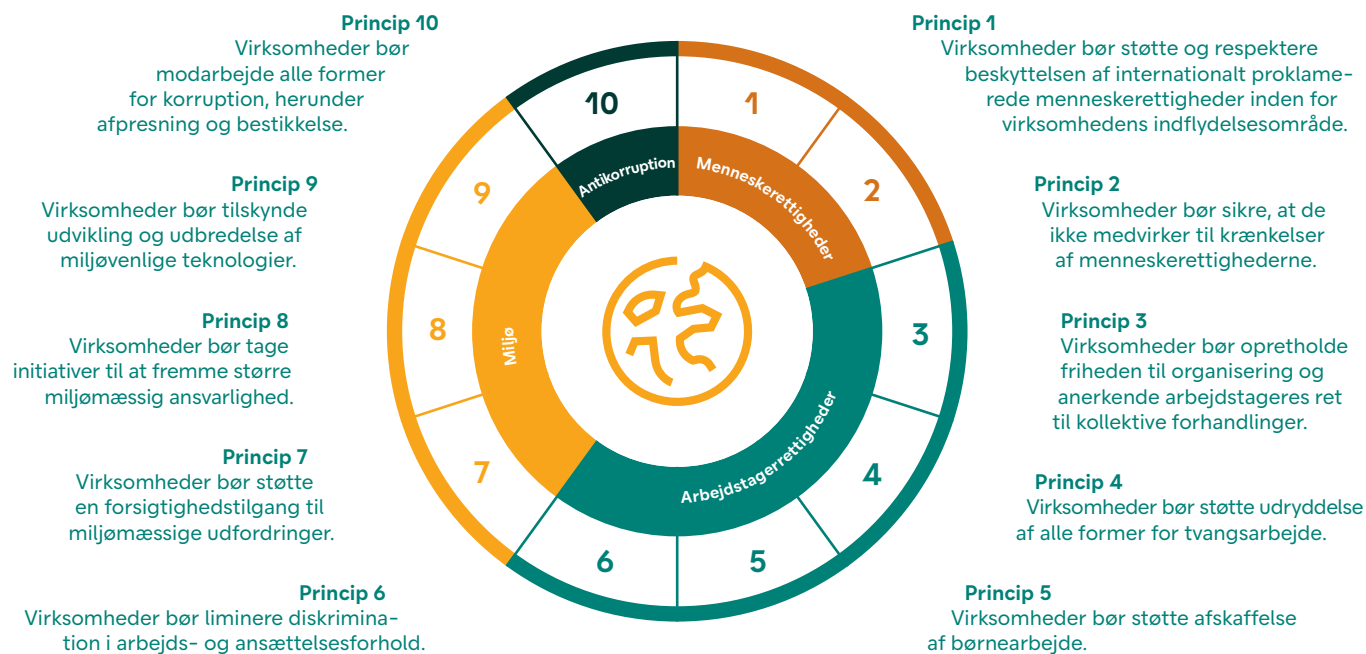 Princip 1
Virksomheder bør støtte og respektere
beskyttelsen af internationalt proklame-
rede menneskerettigheder inden for
virksomhedens indflydelsesområde.
Princip 2
Virksomheder bør sikre, at de
ikke medvirker til krænkelser
af menneskerettighederne.
Princip 3
Virksomheder bør opretholde
friheden til organisering og
anerkende arbejdstageres ret
til kollektive forhandlinger.
Princip 4
Virksomheder bør støtte udryddelse
af alle former for tvangsarbejde.
Princip 5
Virksomheder bør støtte afskaffelse
af børnearbejde.
Princip 6
Virksomheder bør liminere diskrimina-
tion i arbejds- og ansættelsesforhold.
Princip 7
Virksomheder bør støtte
en forsigtighedstilgang til
miljømæssige udfordringer.
Princip 8
Virksomheder bør tage
initiativer til at fremme større
miljømæssig ansvarlighed.
Princip 9
Virksomheder bør tilskynde
udvikling og udbredelse af
miljøvenlige teknologier.
Princip 10
Virksomheder bør
modarbejde alle former
for korruption, herunder
afpresning og bestikkelse.
1
2
3
4
5
6
7
8
9
10
Menneskerettigheder
Arbejdstagerrettigheder
Miljø
Antikorruption